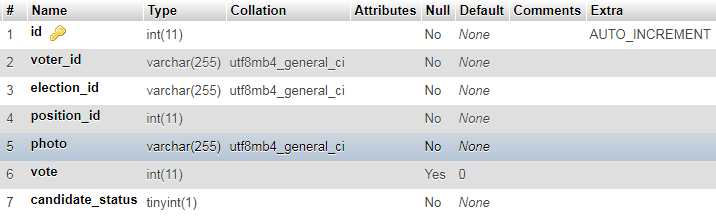 # Name Type Collation Attributes Null Default Comments Extra
1 id int(11) No None AUTO_INCREMENT
2 voter_id varchar(255) utf8mb4_general_ci No None
3 election_id varchar(255) utf8mb4_general_ci No None
4 position_id int(11) No None
5 photo varchar(255) utf8mb4_general_ci No None
6 vote int(11) Yes 0
7 candidate_status tinyint(1) No None